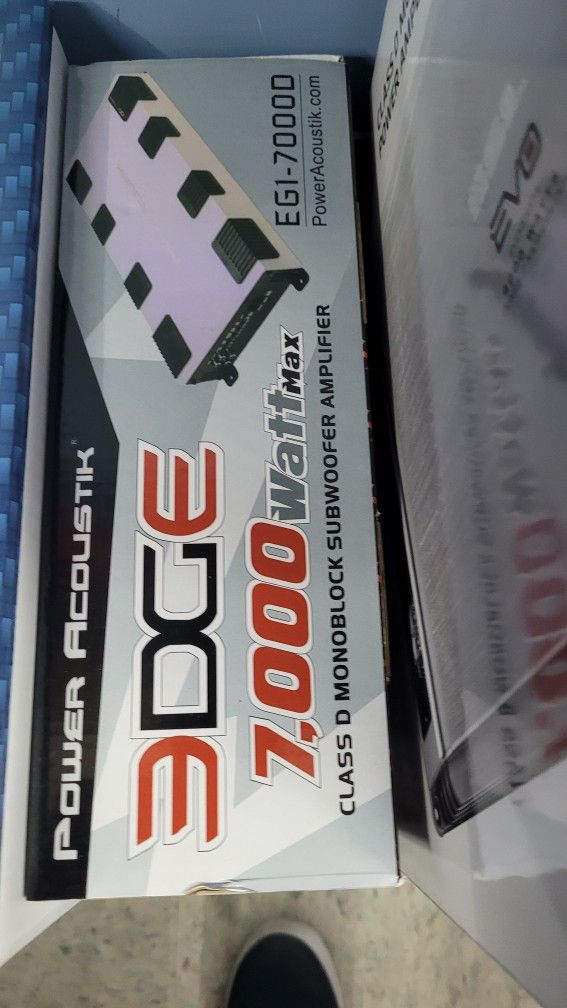 POWER ACOUSTIK®
EDGE
7,000 Watt Max
CLASS D MONOBLOCK SUBWOOFER AMPLIFIER
EG1-7000D
PowerAcoustik.com
EVO